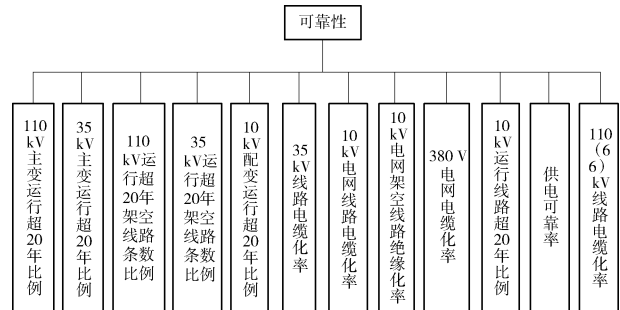 可靠性
110kV主变运行超20年比例
35kV主变运行超20年比例
110kV运行超20年架空线路条数比例
35kV运行超20年架空线路条数比例
10kV配变运行超20年比例
35kV线路电缆化率
10kV电网线路电缆化率
10kV电网架空线路绝缘化率
380 V电网电缆化率
10kV运行线路超20年比例
供电可靠率
110(66)kV线路电缆化率